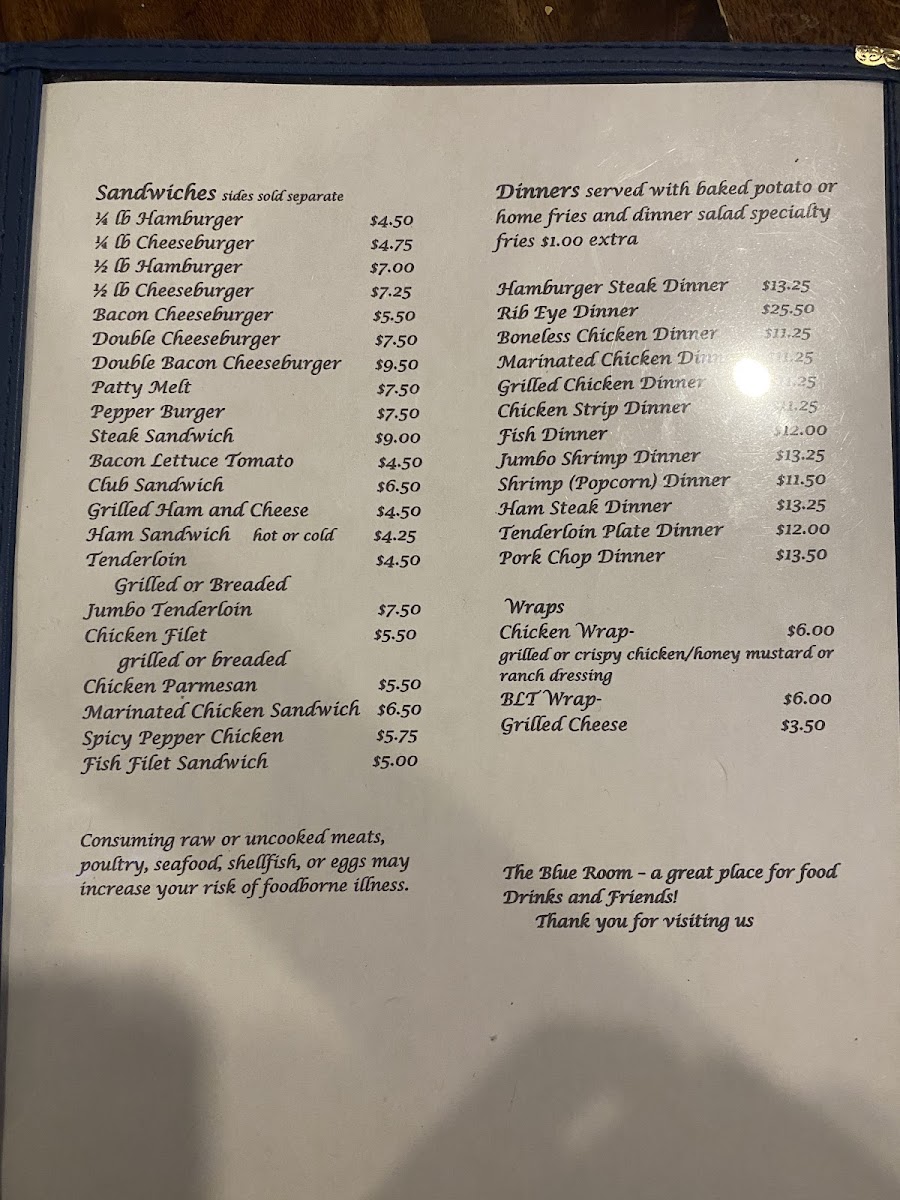 Sandwiches sides sold separate
¼ lb Hamburger $4.50
¼ lb Cheeseburger $4.75
½ lb Hamburger $7.00
½ lb Cheeseburger $7.25
Bacon Cheeseburger $5.50
Double Cheeseburger $7.50
Double Bacon Cheeseburger $9.50
Patty Melt $7.50
Pepper Burger $7.50
Steak Sandwich $9.00
Bacon Lettuce Tomato $4.50
Club Sandwich $6.50
Grilled Ham and Cheese $4.50
Ham Sandwich hot or cold $4.25
Tenderloin $4.50
Grilled or Breaded
Jumbo Tenderloin $7.50
Chicken Filet $5.50
grilled or breaded
Chicken Parmesan $5.50
Marinated Chicken Sandwich $6.50
Spicy Pepper Chicken $5.75
Fish Filet Sandwich $5.00
Consuming raw or uncooked meats,
poultry, seafood, shellfish, or eggs may
increase your risk of foodborne illness.
Dinners served with baked potato or
home fries and dinner salad specialty
fries $1.00 extra
Hamburger Steak Dinner $13.25
Rib Eye Dinner $25.50
Boneless Chicken Dinner $11.25
Marinated Chicken
Grilled Chicken Dinner
Chicken Strip Dinner
Fish Dinner $12.00
Jumbo Shrimp Dinner $13.25
Shrimp (Popcorn) Dinner $11.50
Ham Steak Dinner $13.25
Tenderloin Plate Dinner $12.00
Pork Chop Dinner $13.50
Wraps
Chicken Wrap- $6.00
grilled or crispy chicken/honey mustard or
ranch dressing
BLT Wrap- $6.00
Grilled Cheese $3.50
The Blue Room – a great place for food
Drinks and Friends!
Thank you for visiting us